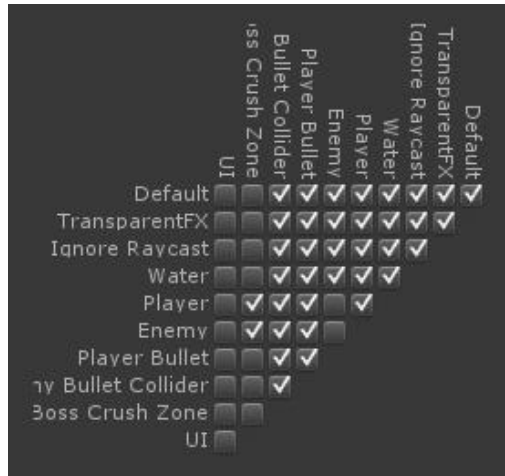 UI
ss Crush Zone
Bullet Collider
Player Bullet
Enemy
Player
Water
Ignore Raycast
TransparentFX
Default
Default
TransparentFX
Ignore Raycast
Water
Player
Enemy
Player Bullet
ny Bullet Collider
Boss Crush Zone
UI